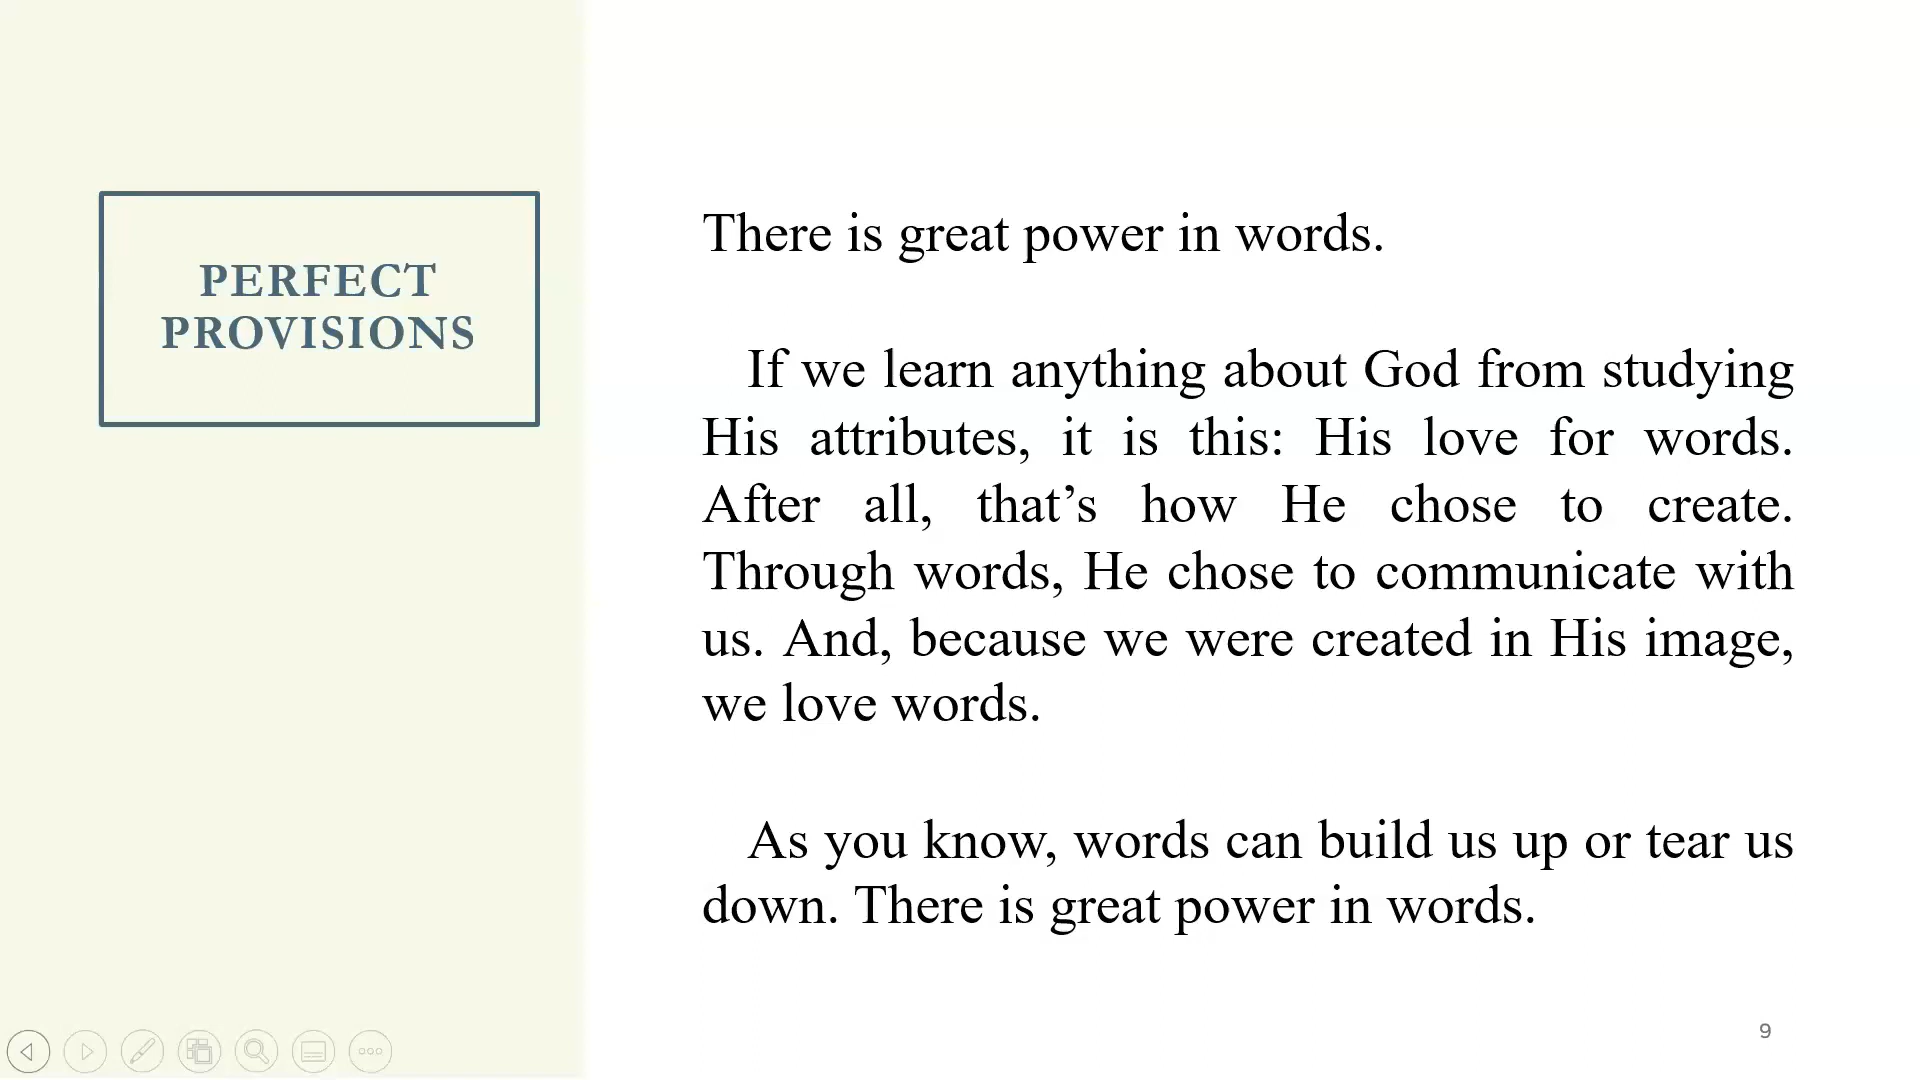 PERFECT
PROVISIONS
There is great power in words.
If we learn anything about God from studying
His attributes, it is this: His love for words.
After all, that’s how He chose to create.
Through words, He chose to communicate with
us. And, because we were created in His image,
we love words.
As you know, words can build us up or tear us
down. There is great power in words.
9